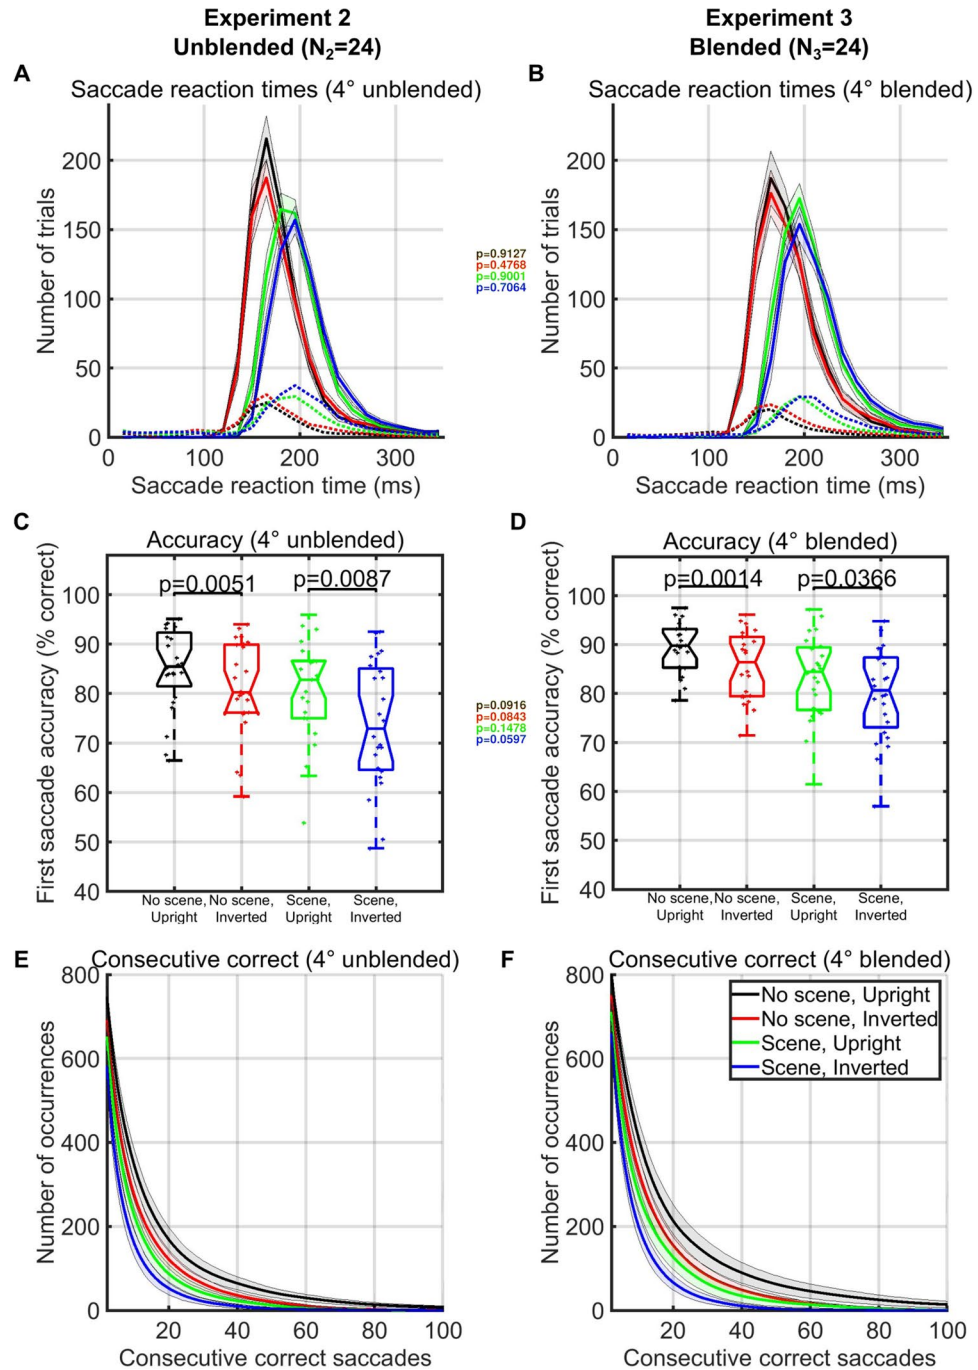 Experiment 2
Unblended (N2=24)
Experiment 3
Blended (N3=24)
A
Saccade reaction times (4° unblended)
Number of trials
200
150
100
50
0
0
100
200
300
Saccade reaction time (ms)
p=0.9127
p=0.4768
p=0.9001
p=0.7064
B
Saccade reaction times (4° blended)
Number of trials
200
150
100
50
0
0
100
200
300
Saccade reaction time (ms)
C
Accuracy (4° unblended)
First saccade accuracy (% correct)
100
90
80
70
60
50
40
p=0.0051
p=0.0087
No scene, Upright
No scene, Inverted
Scene, Upright
Scene, Inverted
p=0.0916
p=0.0843
p=0.1478
p=0.0597
D
Accuracy (4° blended)
First saccade accuracy (% correct)
100
90
80
70
60
50
40
p=0.0014
p=0.0366
No scene, Upright
No scene, Inverted
Scene, Upright
Scene, Inverted
E
Consecutive correct (4° unblended)
Number of occurrences
800
600
400
200
0
20
40
60
80
100
Consecutive correct saccades
F
Consecutive correct (4° blended)
Number of occurrences
800
600
400
200
0
20
40
60
80
100
Consecutive correct saccades
No scene, Upright
No scene, Inverted
Scene, Upright
Scene, Inverted